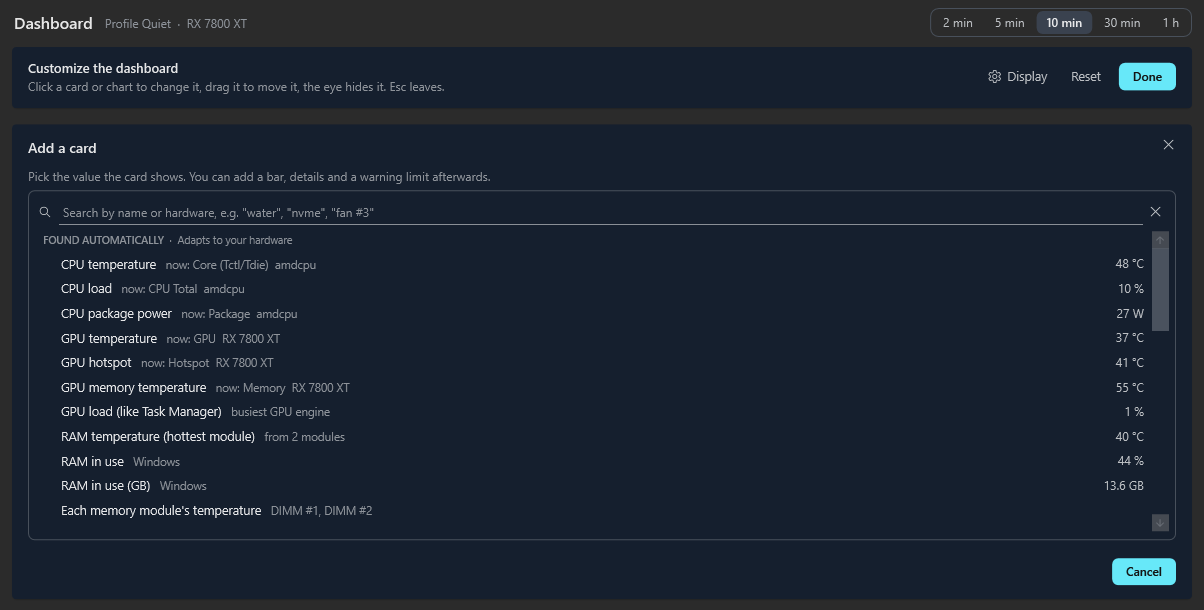 Dashboard Profile Quiet · RX 7800 XT 2 min 5 min 10 min 30 min 1 h
Customize the dashboard
Click a card or chart to change it, drag it to move it, the eye hides it. Esc leaves.
Display Reset Done
Add a card
Pick the value the card shows. You can add a bar, details and a warning limit afterwards.
Search by name or hardware, e.g. "water", "nvme", "fan #3"
FOUND AUTOMATICALLY · Adapts to your hardware
CPU temperature now: Core (Tctl/Tdie) amdcpu 48 °C
CPU load now: CPU Total amdcpu 10 %
CPU package power now: Package amdcpu 27 W
GPU temperature now: GPU RX 7800 XT 37 °C
GPU hotspot now: Hotspot RX 7800 XT 41 °C
GPU memory temperature now: Memory RX 7800 XT 55 °C
GPU load (like Task Manager) busiest GPU engine 1 %
RAM temperature (hottest module) from 2 modules 40 °C
RAM in use Windows 44 %
RAM in use (GB) Windows 13.6 GB
Each memory module's temperature DIMM #1, DIMM #2
Cancel